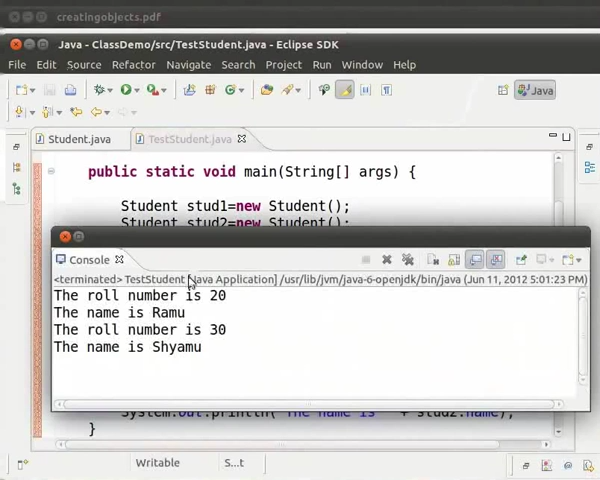 creatingobjects.pdf
Java - ClassDemo/src/TestStudent.java - Eclipse SDK
File Edit Source Refactor Navigate Search Project Run Window Help
Java
Student.java TestStudent.java
public static void main(String[] args) {
Student stud1=new Student();
Student stud2=new Student();
Console
<terminated> TestStudent [Java Application] /usr/lib/jvm/java-6-openjdk/bin/java (Jun 11, 2012 5:01:23 PM)
The roll number is 20
The name is Ramu
The roll number is 30
The name is Shyamu
System.out.println("The name is " + stud2.name);
}
Writable S...t